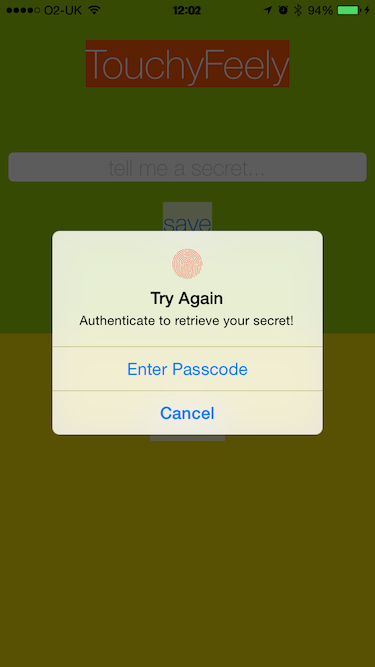 O2-UK 12:02 94%
TouchyFeely
tell me a secret...
save
Try Again
Authenticate to retrieve your secret!
Enter Passcode
Cancel